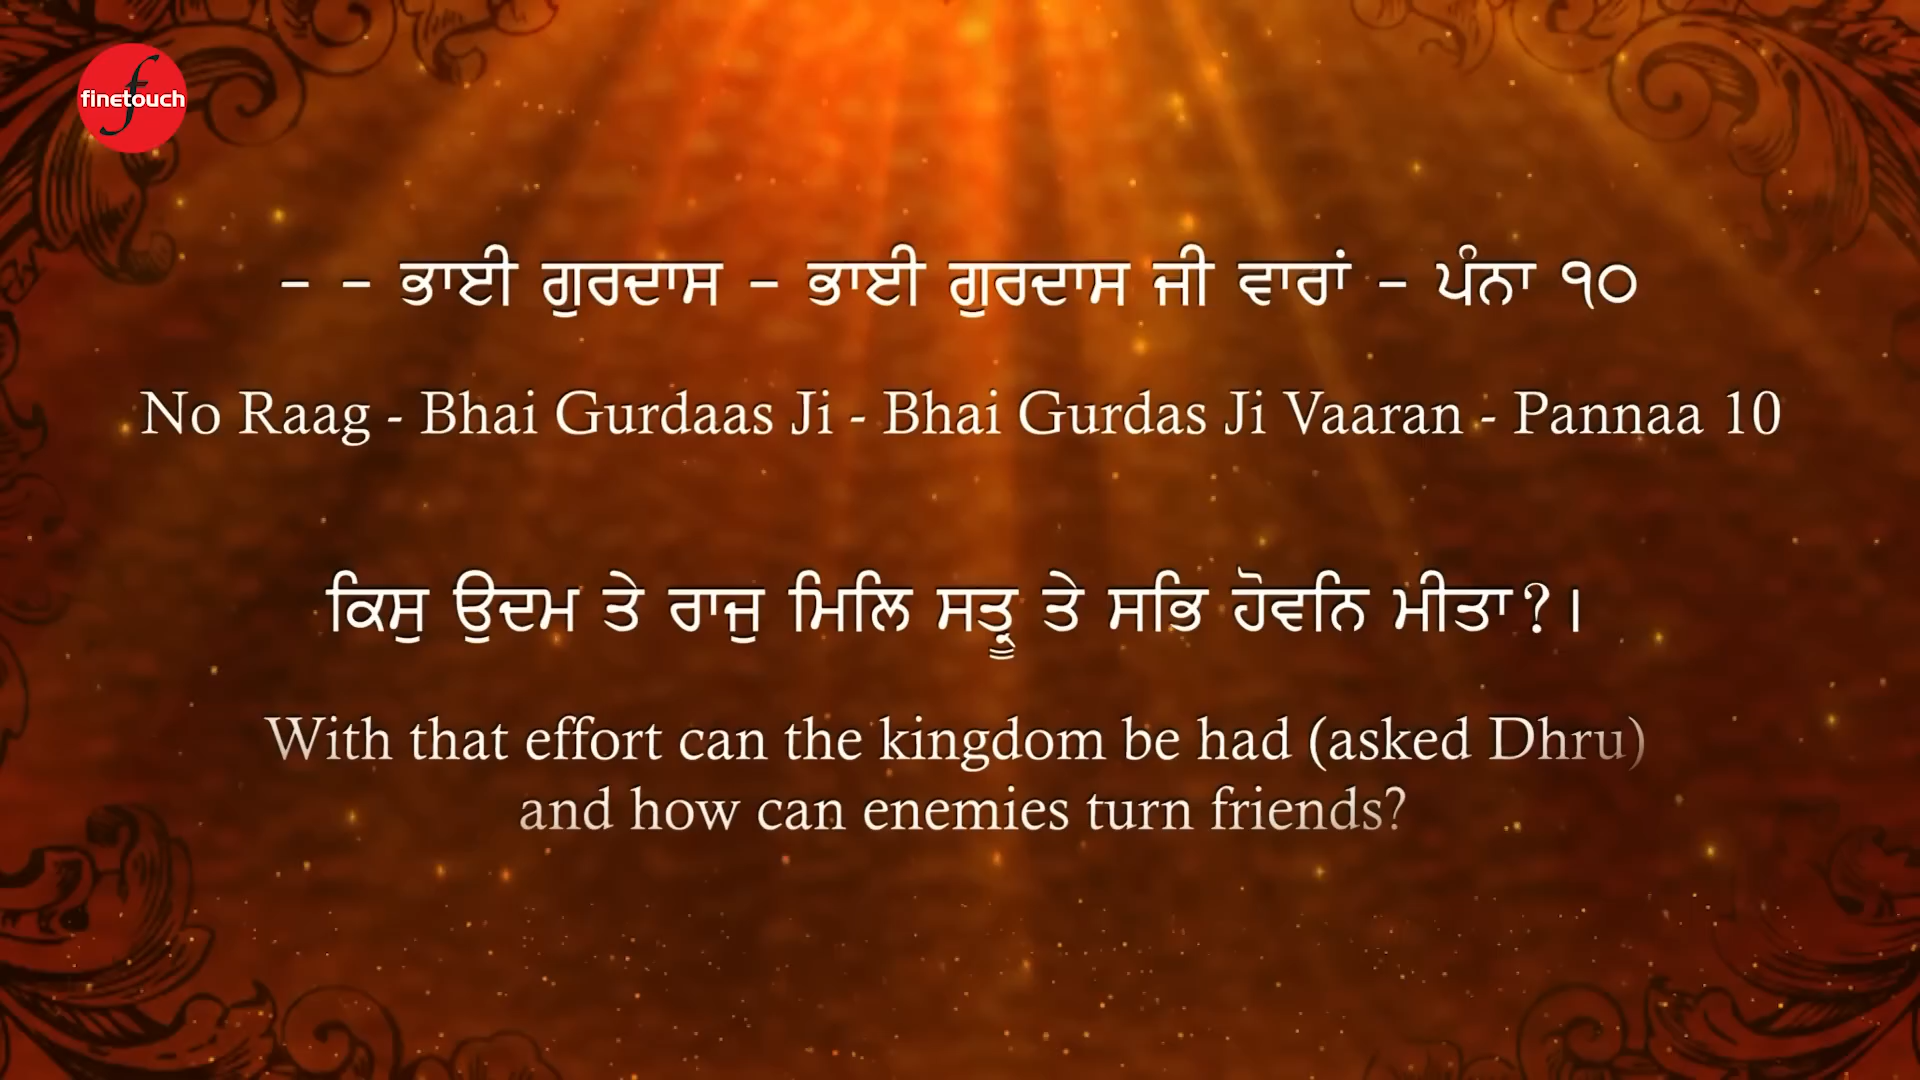 finetouch
– – ਭਾਈ ਗੁਰਦਾਸ – ਭਾਈ ਗੁਰਦਾਸ ਜੀ ਵਾਰਾਂ – ਪੰਨਾ ੧੦
No Raag - Bhai Gurdaas Ji - Bhai Gurdas Ji Vaaran - Pannaa 10
ਕਿਸੁ ਉਦਮ ਤੇ ਰਾਜੁ ਮਿਲਿ ਸਤ੍ਰੂ ਤੇ ਸਭਿ ਹੋਵਨਿ ਮੀਤਾ?।
With that effort can the kingdom be had (asked Dhru)
and how can enemies turn friends?